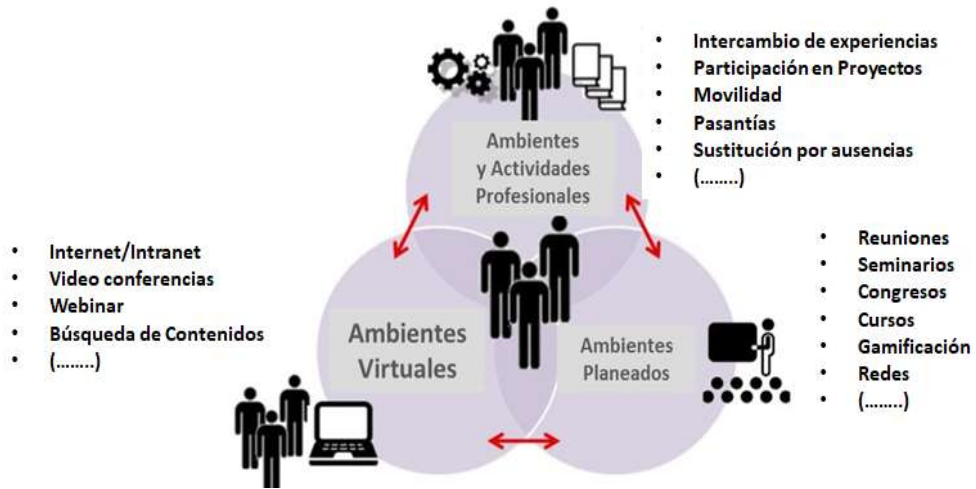 • Intercambio de experiencias
• Participación en Proyectos
• Movilidad
• Pasantías
• Sustitución por ausencias
• (……..)
Ambientes
y Actividades
Profesionales
• Internet/Intranet
• Video conferencias
• Webinar
• Búsqueda de Contenidos
• (……..)
Ambientes
Virtuales
Ambientes
Planeados
• Reuniones
• Seminarios
• Congresos
• Cursos
• Gamificación
• Redes
• (……..)